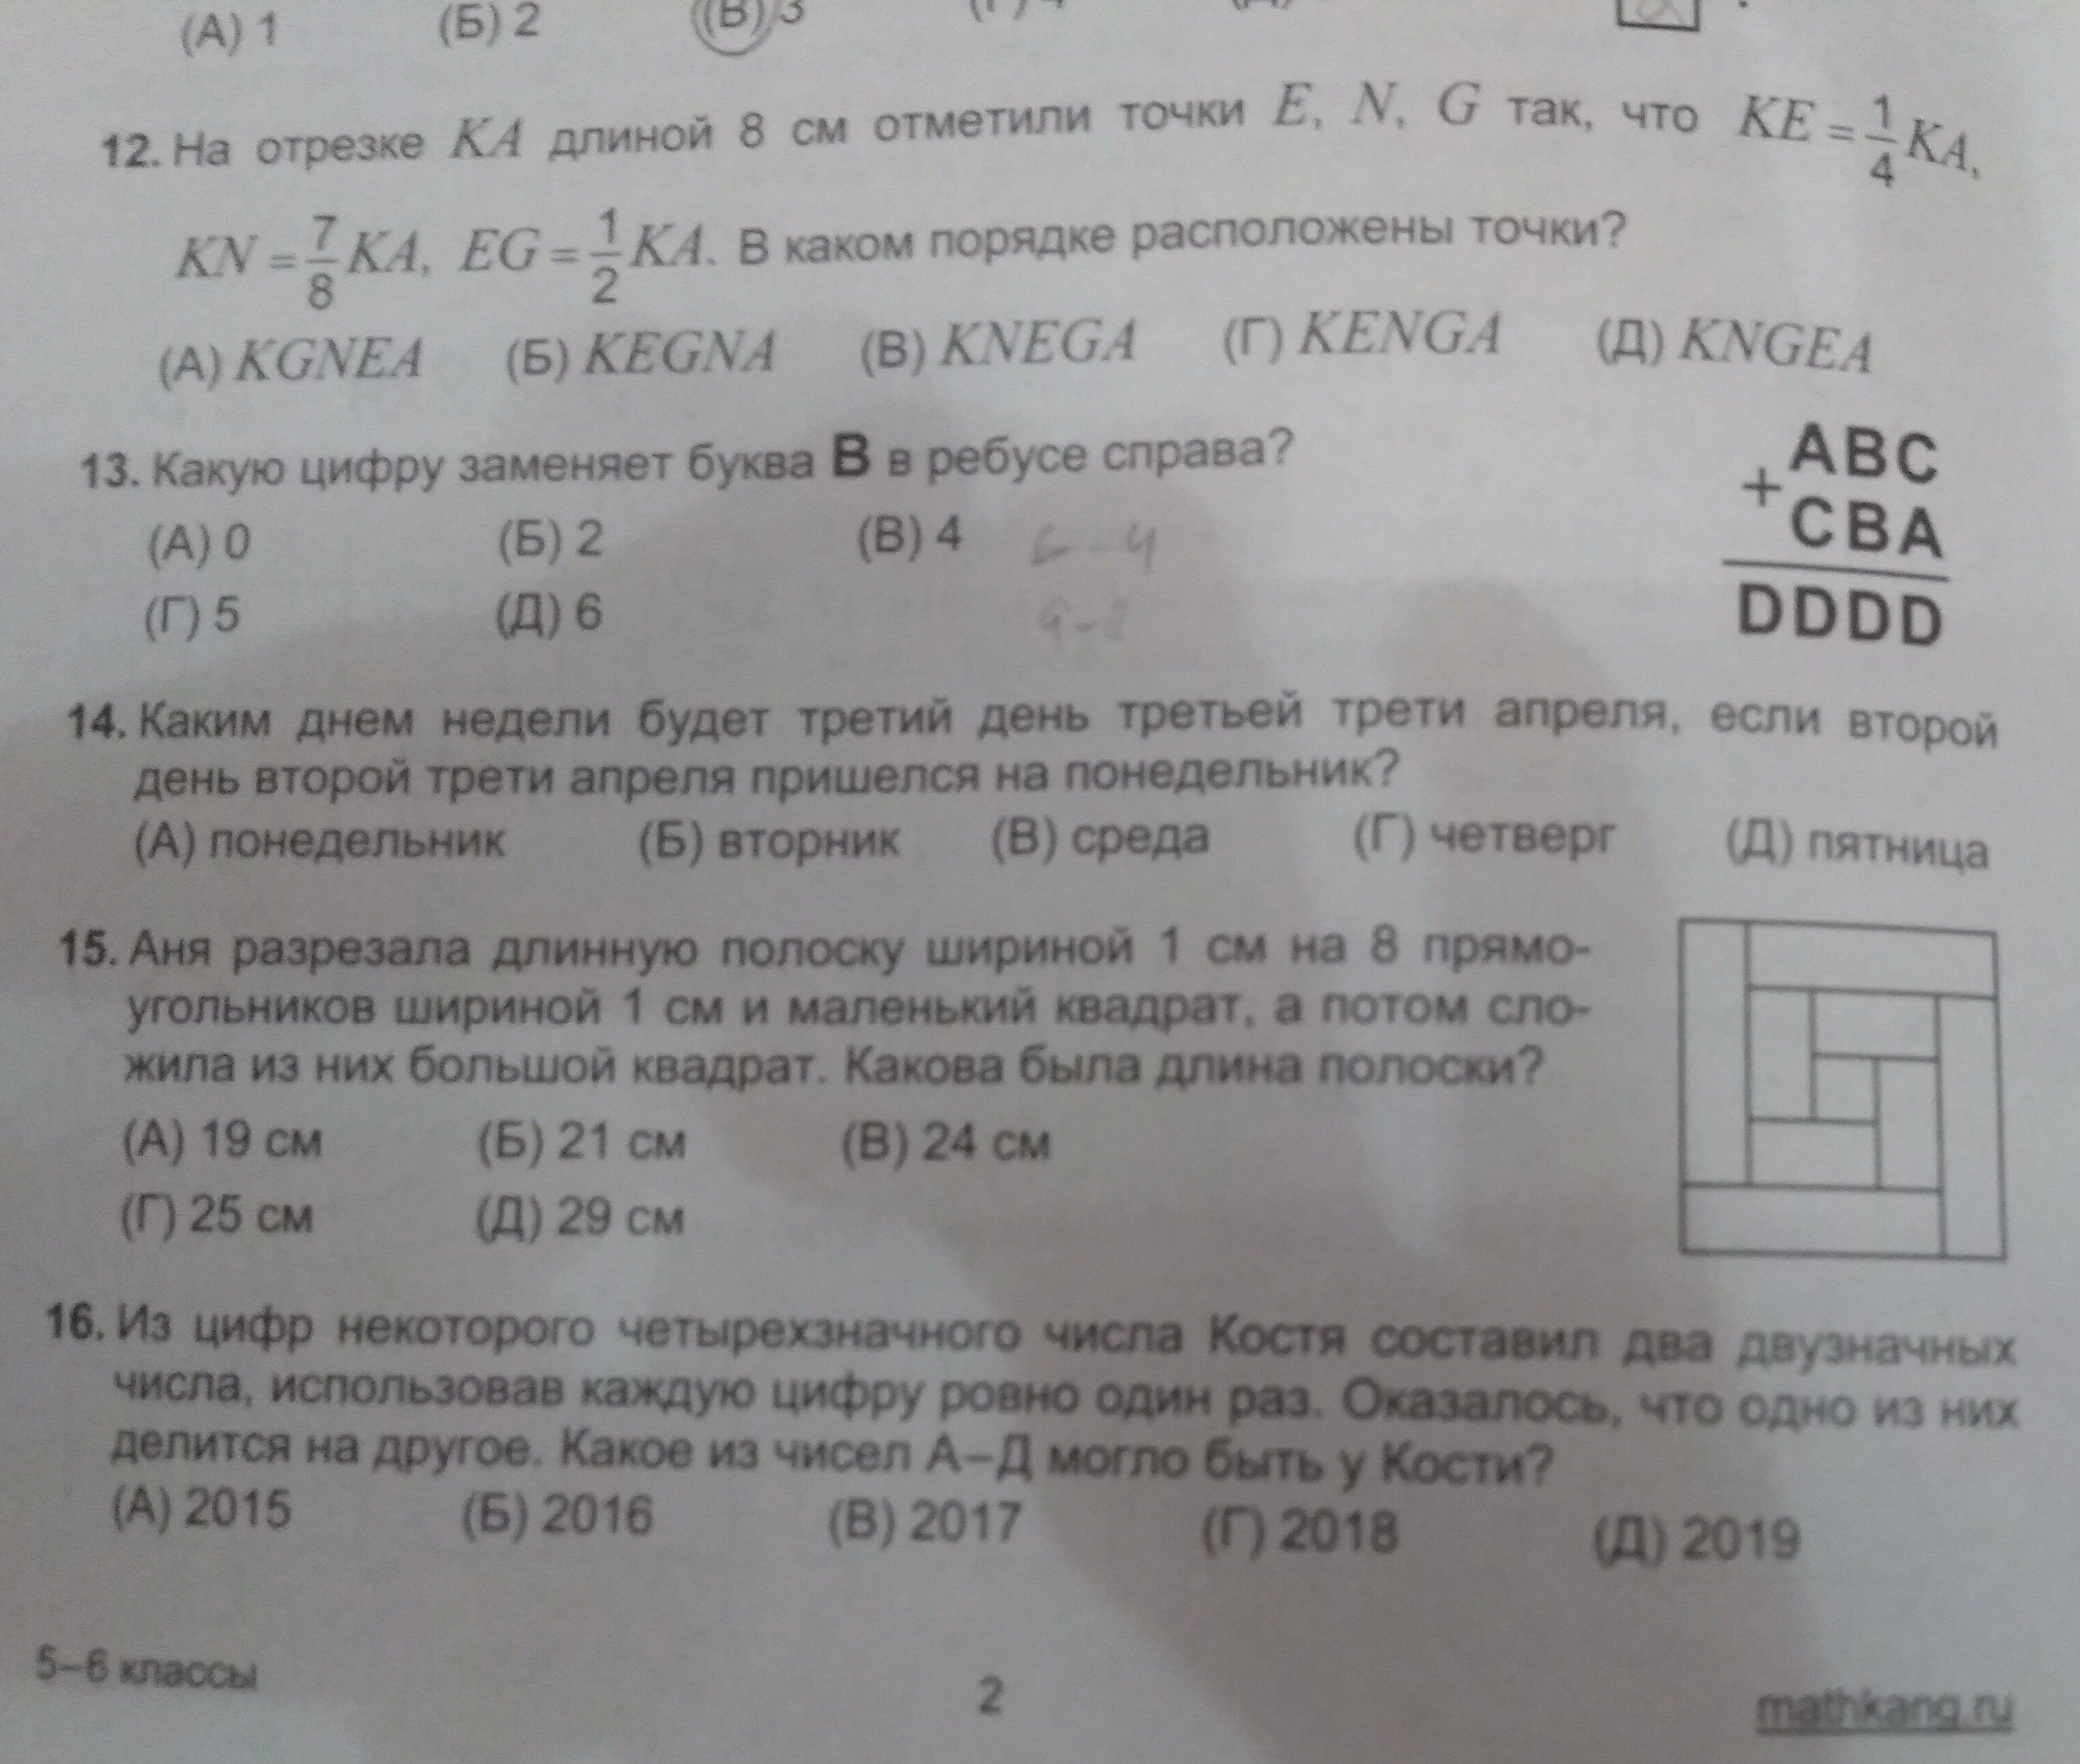 (А) 1 (Б) 2 (В) 3
12. На отрезке KA длиной 8 см отметили точки E, N, G так, что KE = 1/4 KA,
KN = 7/8 KA, EG = 1/2 KA. В каком порядке расположены точки?
(А) KGNEA (Б) KEGNA (В) KNEGA (Г) KENGA (Д) KNGEA
13. Какую цифру заменяет буква B в ребусе справа?
(А) 0 (Б) 2 (В) 4
(Г) 5 (Д) 6
ABC
+
CBA
DDDD
14. Каким днем недели будет третий день третьей трети апреля, если второй
день второй трети апреля пришелся на понедельник?
(А) понедельник (Б) вторник (В) среда (Г) четверг (Д) пятница
15. Аня разрезала длинную полоску шириной 1 см на 8 прямо-
угольников шириной 1 см и маленький квадрат, а потом сло-
жила из них большой квадрат. Какова была длина полоски?
(А) 19 см (Б) 21 см (В) 24 см
(Г) 25 см (Д) 29 см
16. Из цифр некоторого четырехзначного числа Костя составил два двузначных
числа, использовав каждую цифру ровно один раз. Оказалось, что одно из них
делится на другое. Какое из чисел А–Д могло быть у Кости?
(А) 2015 (Б) 2016 (В) 2017 (Г) 2018 (Д) 2019
5–6 классы 2 mathkang.ru